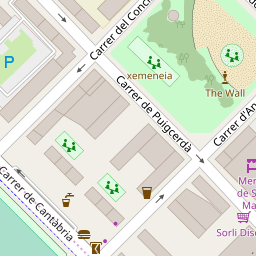 Carrer del Conc
P
xemeneia
The Wall
Carrer de Puigcerdà
Carrer d'An
Carrer de Cantàbria
Mer
de S
Ma
Sorli Disc